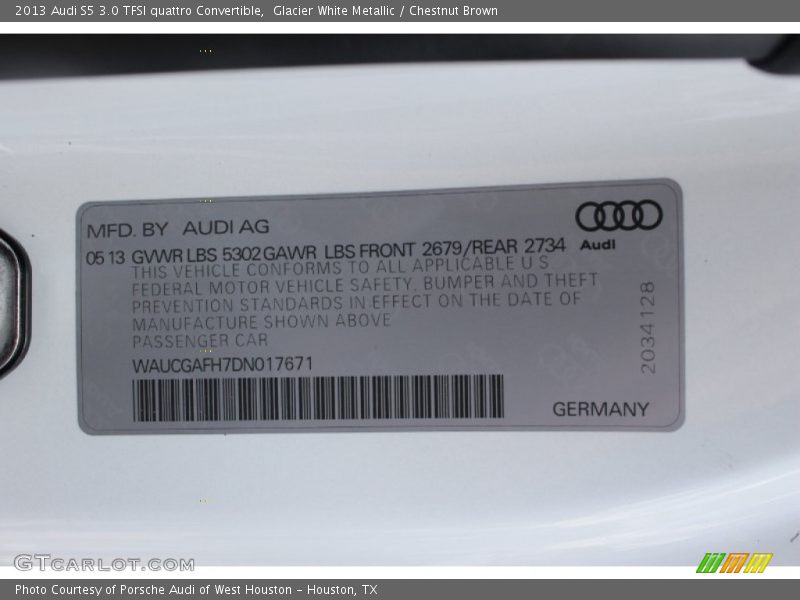 2013 Audi S5 3.0 TFSI quattro Convertible,  Glacier White Metallic / Chestnut Brown
MFD. BY AUDI AG
Audi
05 13 GVWR LBS 5302 GAWR LBS FRONT 2679/REAR 2734
THIS VEHICLE CONFORMS TO ALL APPLICABLE U S
FEDERAL MOTOR VEHICLE SAFETY, BUMPER AND THEFT
PREVENTION STANDARDS IN EFFECT ON THE DATE OF
MANUFACTURE SHOWN ABOVE
PASSENGER CAR
2034128
WAUCGAFH7DN017671
GERMANY
GTCARLOT.COM
Photo Courtesy of Porsche Audi of West Houston – Houston, TX